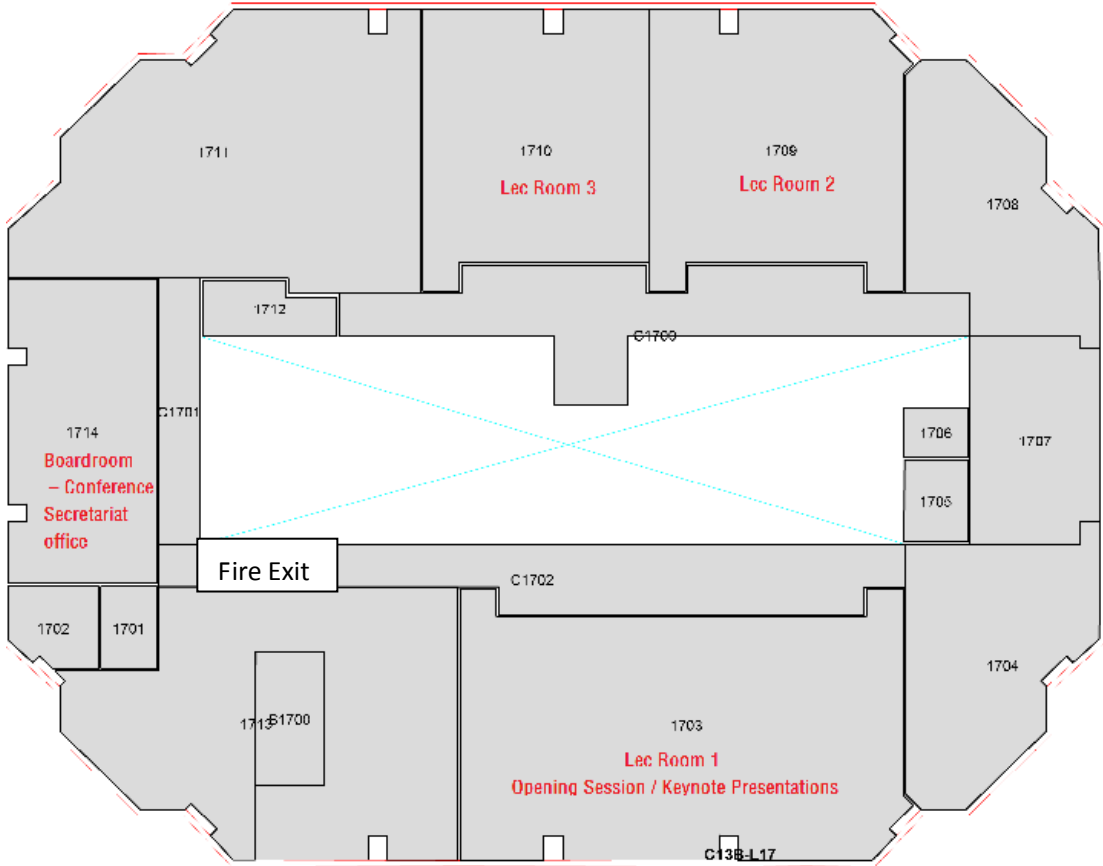 1711
1710
Lec Room 3
1709
Lec Room 2
1708
1712
C1700
C1701
1714
Boardroom
– Conference
Secretariat
office
1706
1707
1705
Fire Exit
C1702
1702
1701
1704
1713
S1700
1703
Lec Room 1
Opening Session / Keynote Presentations
C13B-L17